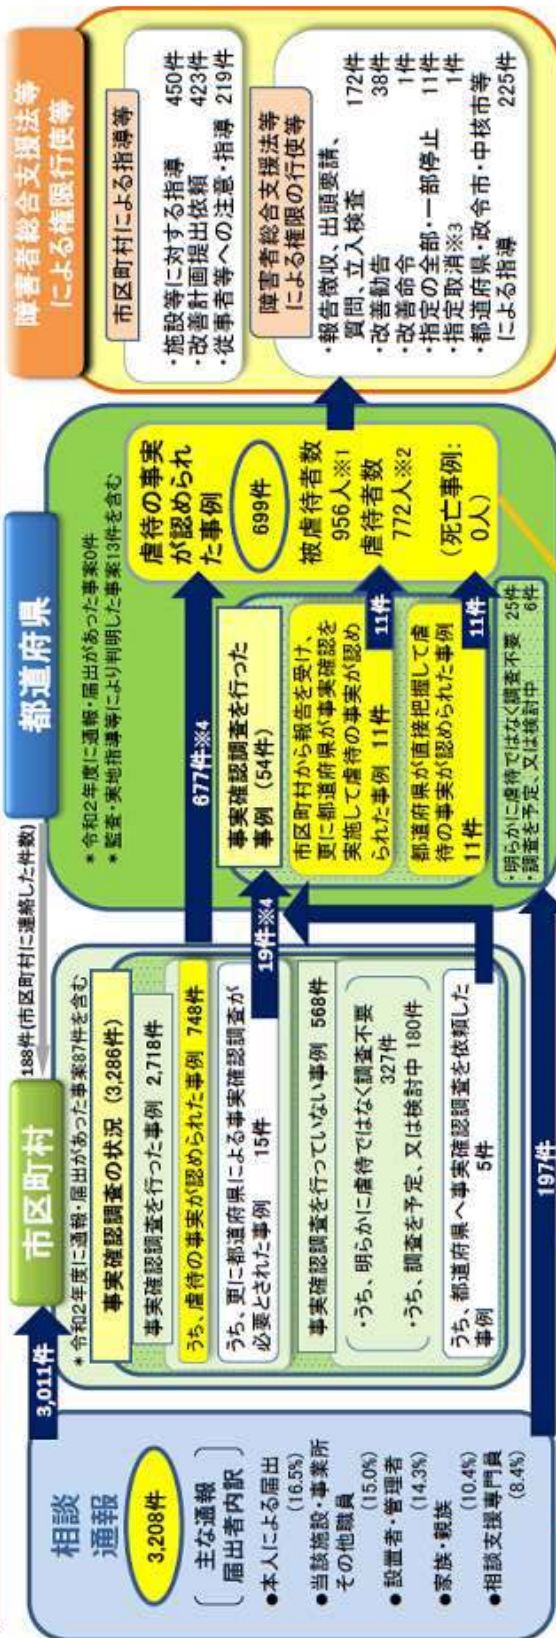 相談
通報
3,208件
主な通報
届出者内訳
●本人による届出
(16.5%)
●当該施設・事業所
その他職員
(15.0%)
●設置者・管理者
(14.3%)
●家族・親族
(10.4%)
●相談支援専門員
(8.4%)
3,011件
197件
市区町村
188件(市区町村に連絡した件数)
＊令和2年度に通報・届出があった事案87件を含む
事実確認調査の状況 (3,286件)
事実確認調査を行った事例 2,718件
うち、虐待の事実が認められた事例 748件
うち、更に都道府県による事実確認調査が
必要とされた事例 15件
事実確認調査を行っていない事例 568件
・うち、明らかに虐待ではなく調査不要
327件
・うち、調査を予定、又は検討中 180件
うち、都道府県へ事実確認調査を依頼した
事例 5件
677件※4
19件※4
都道府県
＊令和2年度に通報・届出があった事案0件
＊監査・実地指導等により判明した事案13件を含む
事実確認調査を行った
事例 (54件)
市区町村から報告を受け、
更に都道府県が事実確認を
実施して虐待の事実が認め
られた事例 11件
11件
都道府県が直接把握して虐
待の事実が認められた事例
11件
11件
・明らかに虐待ではなく調査不要 25件
・調査を予定、又は検討中 6件
虐待の事実
が認められ
た事例
699件
被虐待者数
956人※1
虐待者数
772人※2
(死亡事例:
0人)
障害者総合支援法等
による権限行使等
市区町村による指導等
・施設等に対する指導 450件
・改善計画提出依頼 423件
・従事者等への注意・指導 219件
障害者総合支援法等
による権限の行使等
・報告徴収、出頭要請、
質問、立入検査 172件
・改善勧告 38件
・改善命令 1件
・指定の全部・一部停止 11件
・指定取消※3 1件
・都道府県・政令市・中核市等
による指導 225件